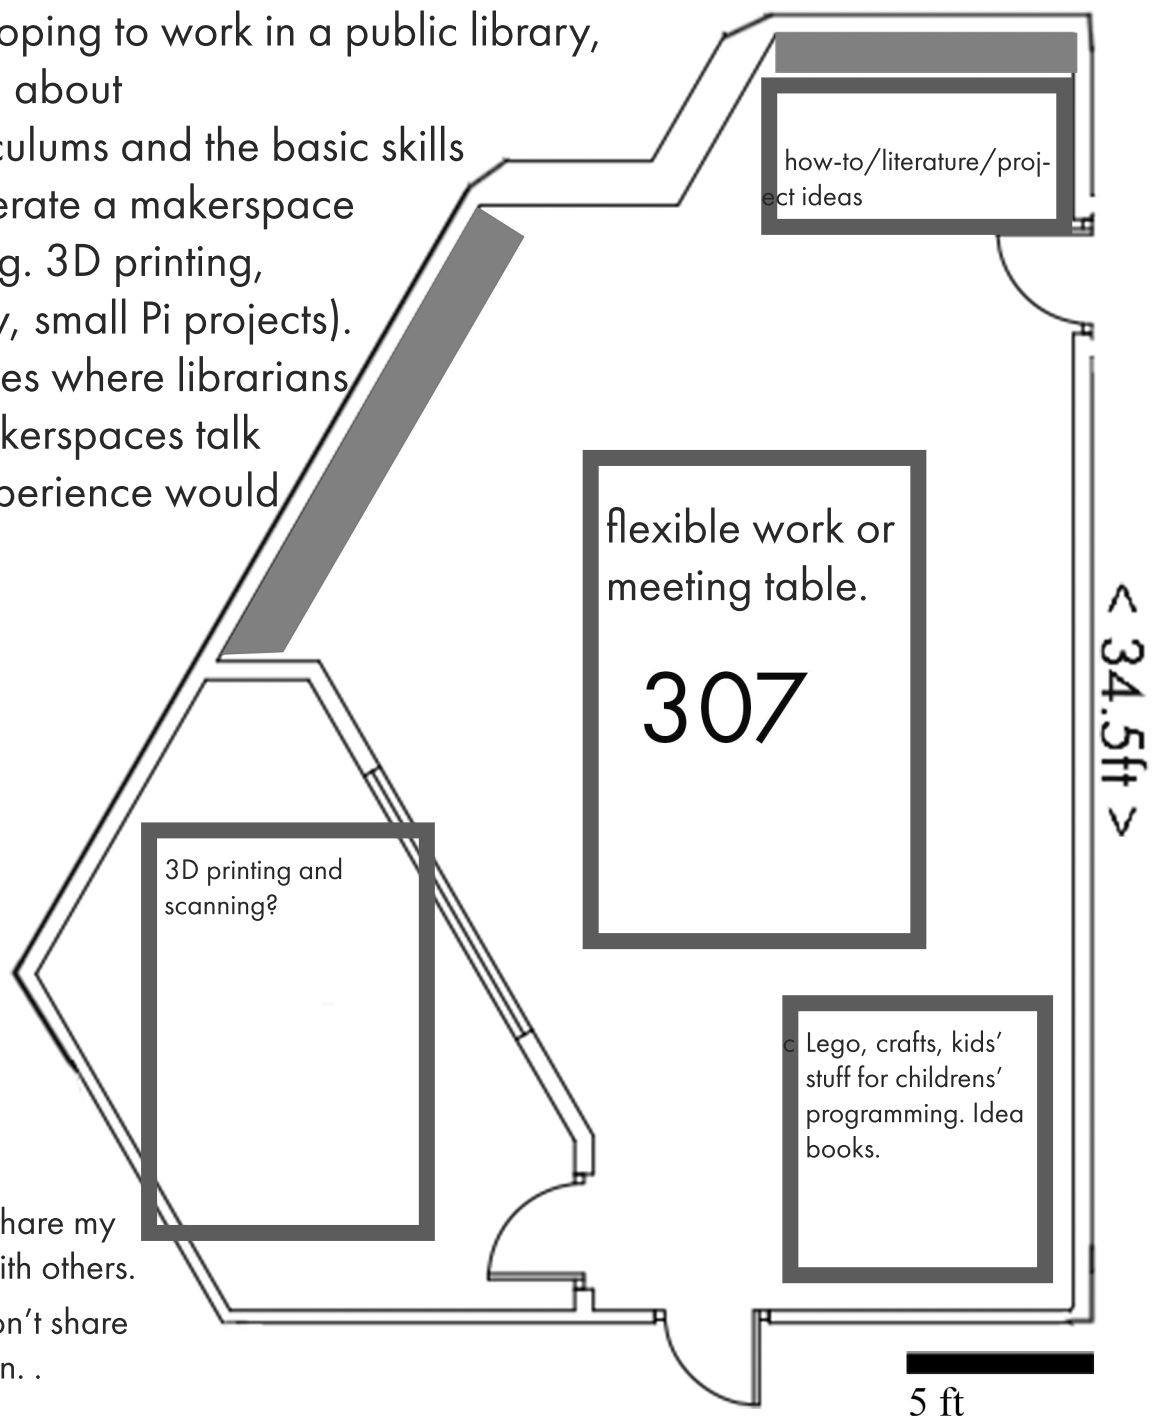 oping to work in a public library,
about
culums and the basic skills
erate a makerspace
g. 3D printing,
y, small Pi projects).
es where librarians
kerspaces talk
perience would
how-to/literature/proj-
ect ideas
flexible work or
meeting table.
307
< 34.5ft >
3D printing and
scanning?
c Lego, crafts, kids’
stuff for childrens’
programming. Idea
books.
hare my
ith others.
on’t share
n. .
5 ft